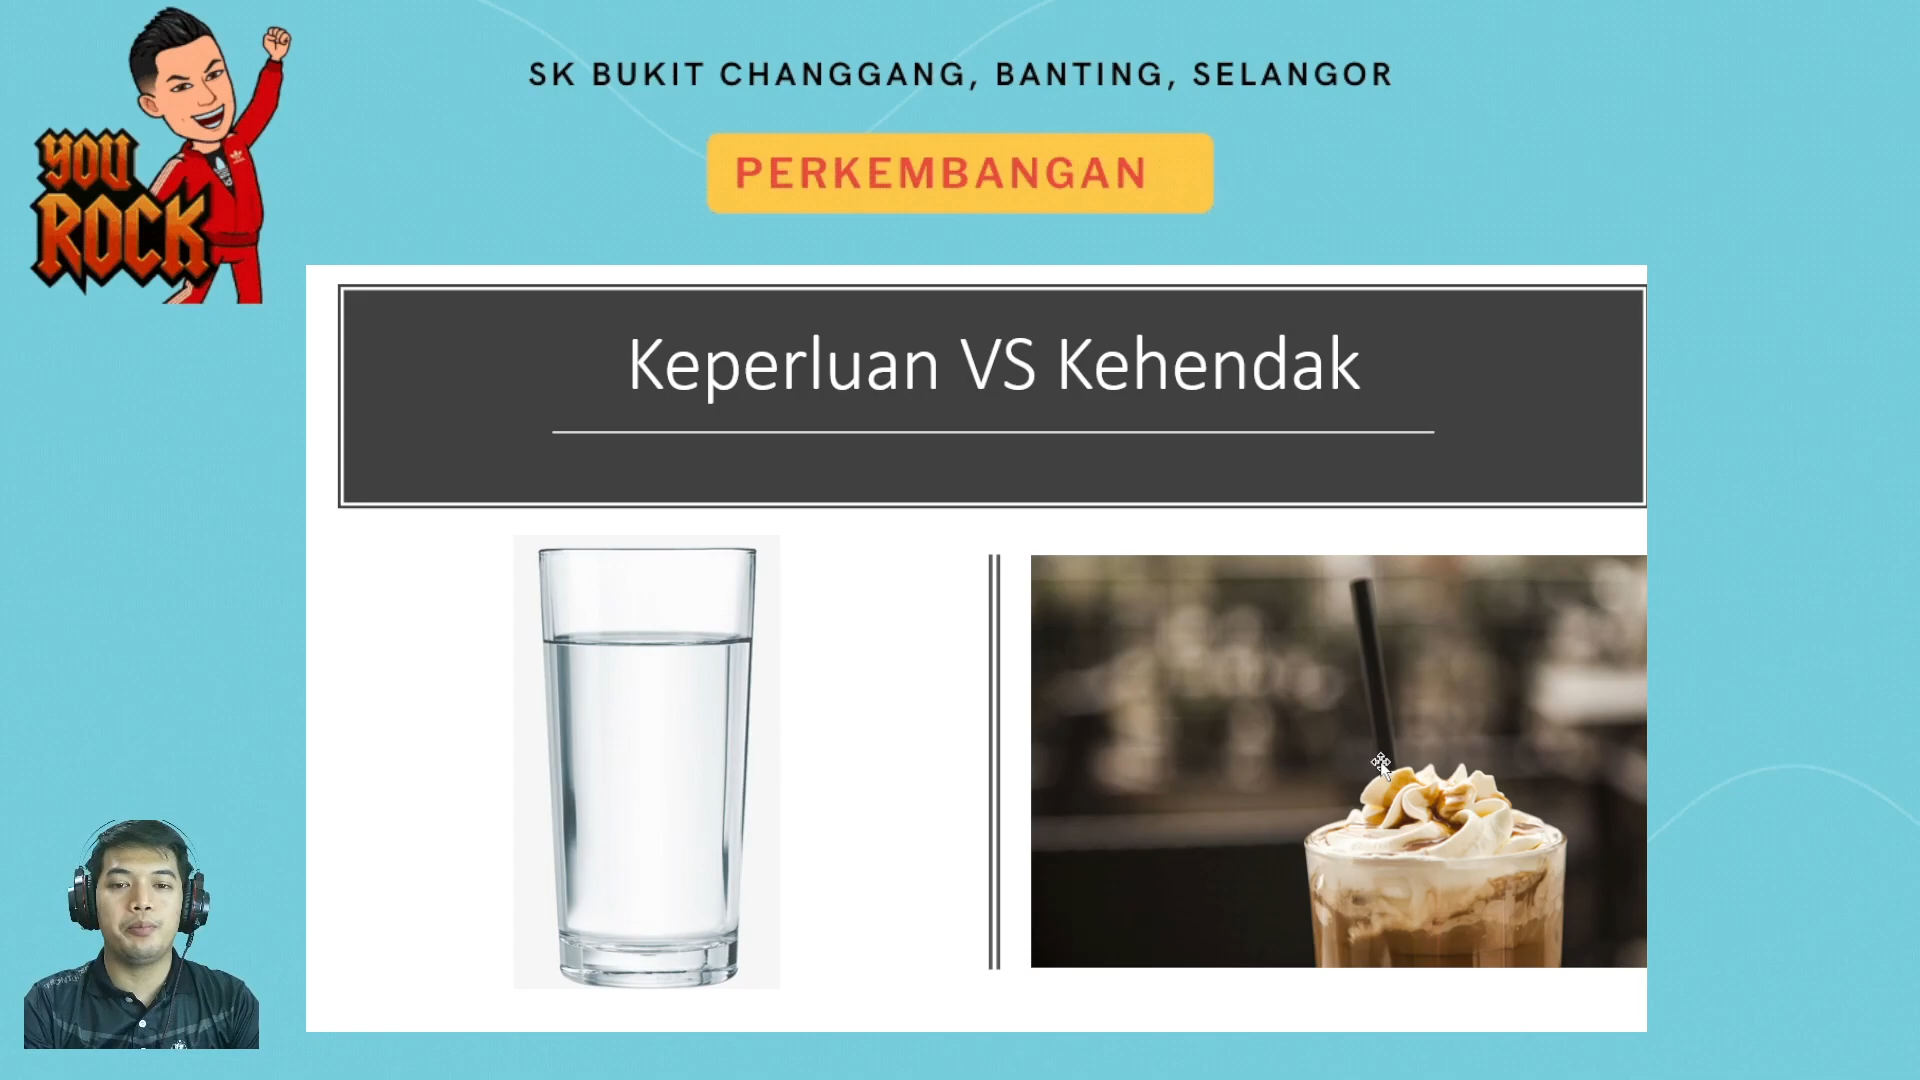 SK BUKIT CHANGGANG, BANTING, SELANGOR
YOU
ROCK
PERKEMBANGAN
Keperluan VS Kehendak